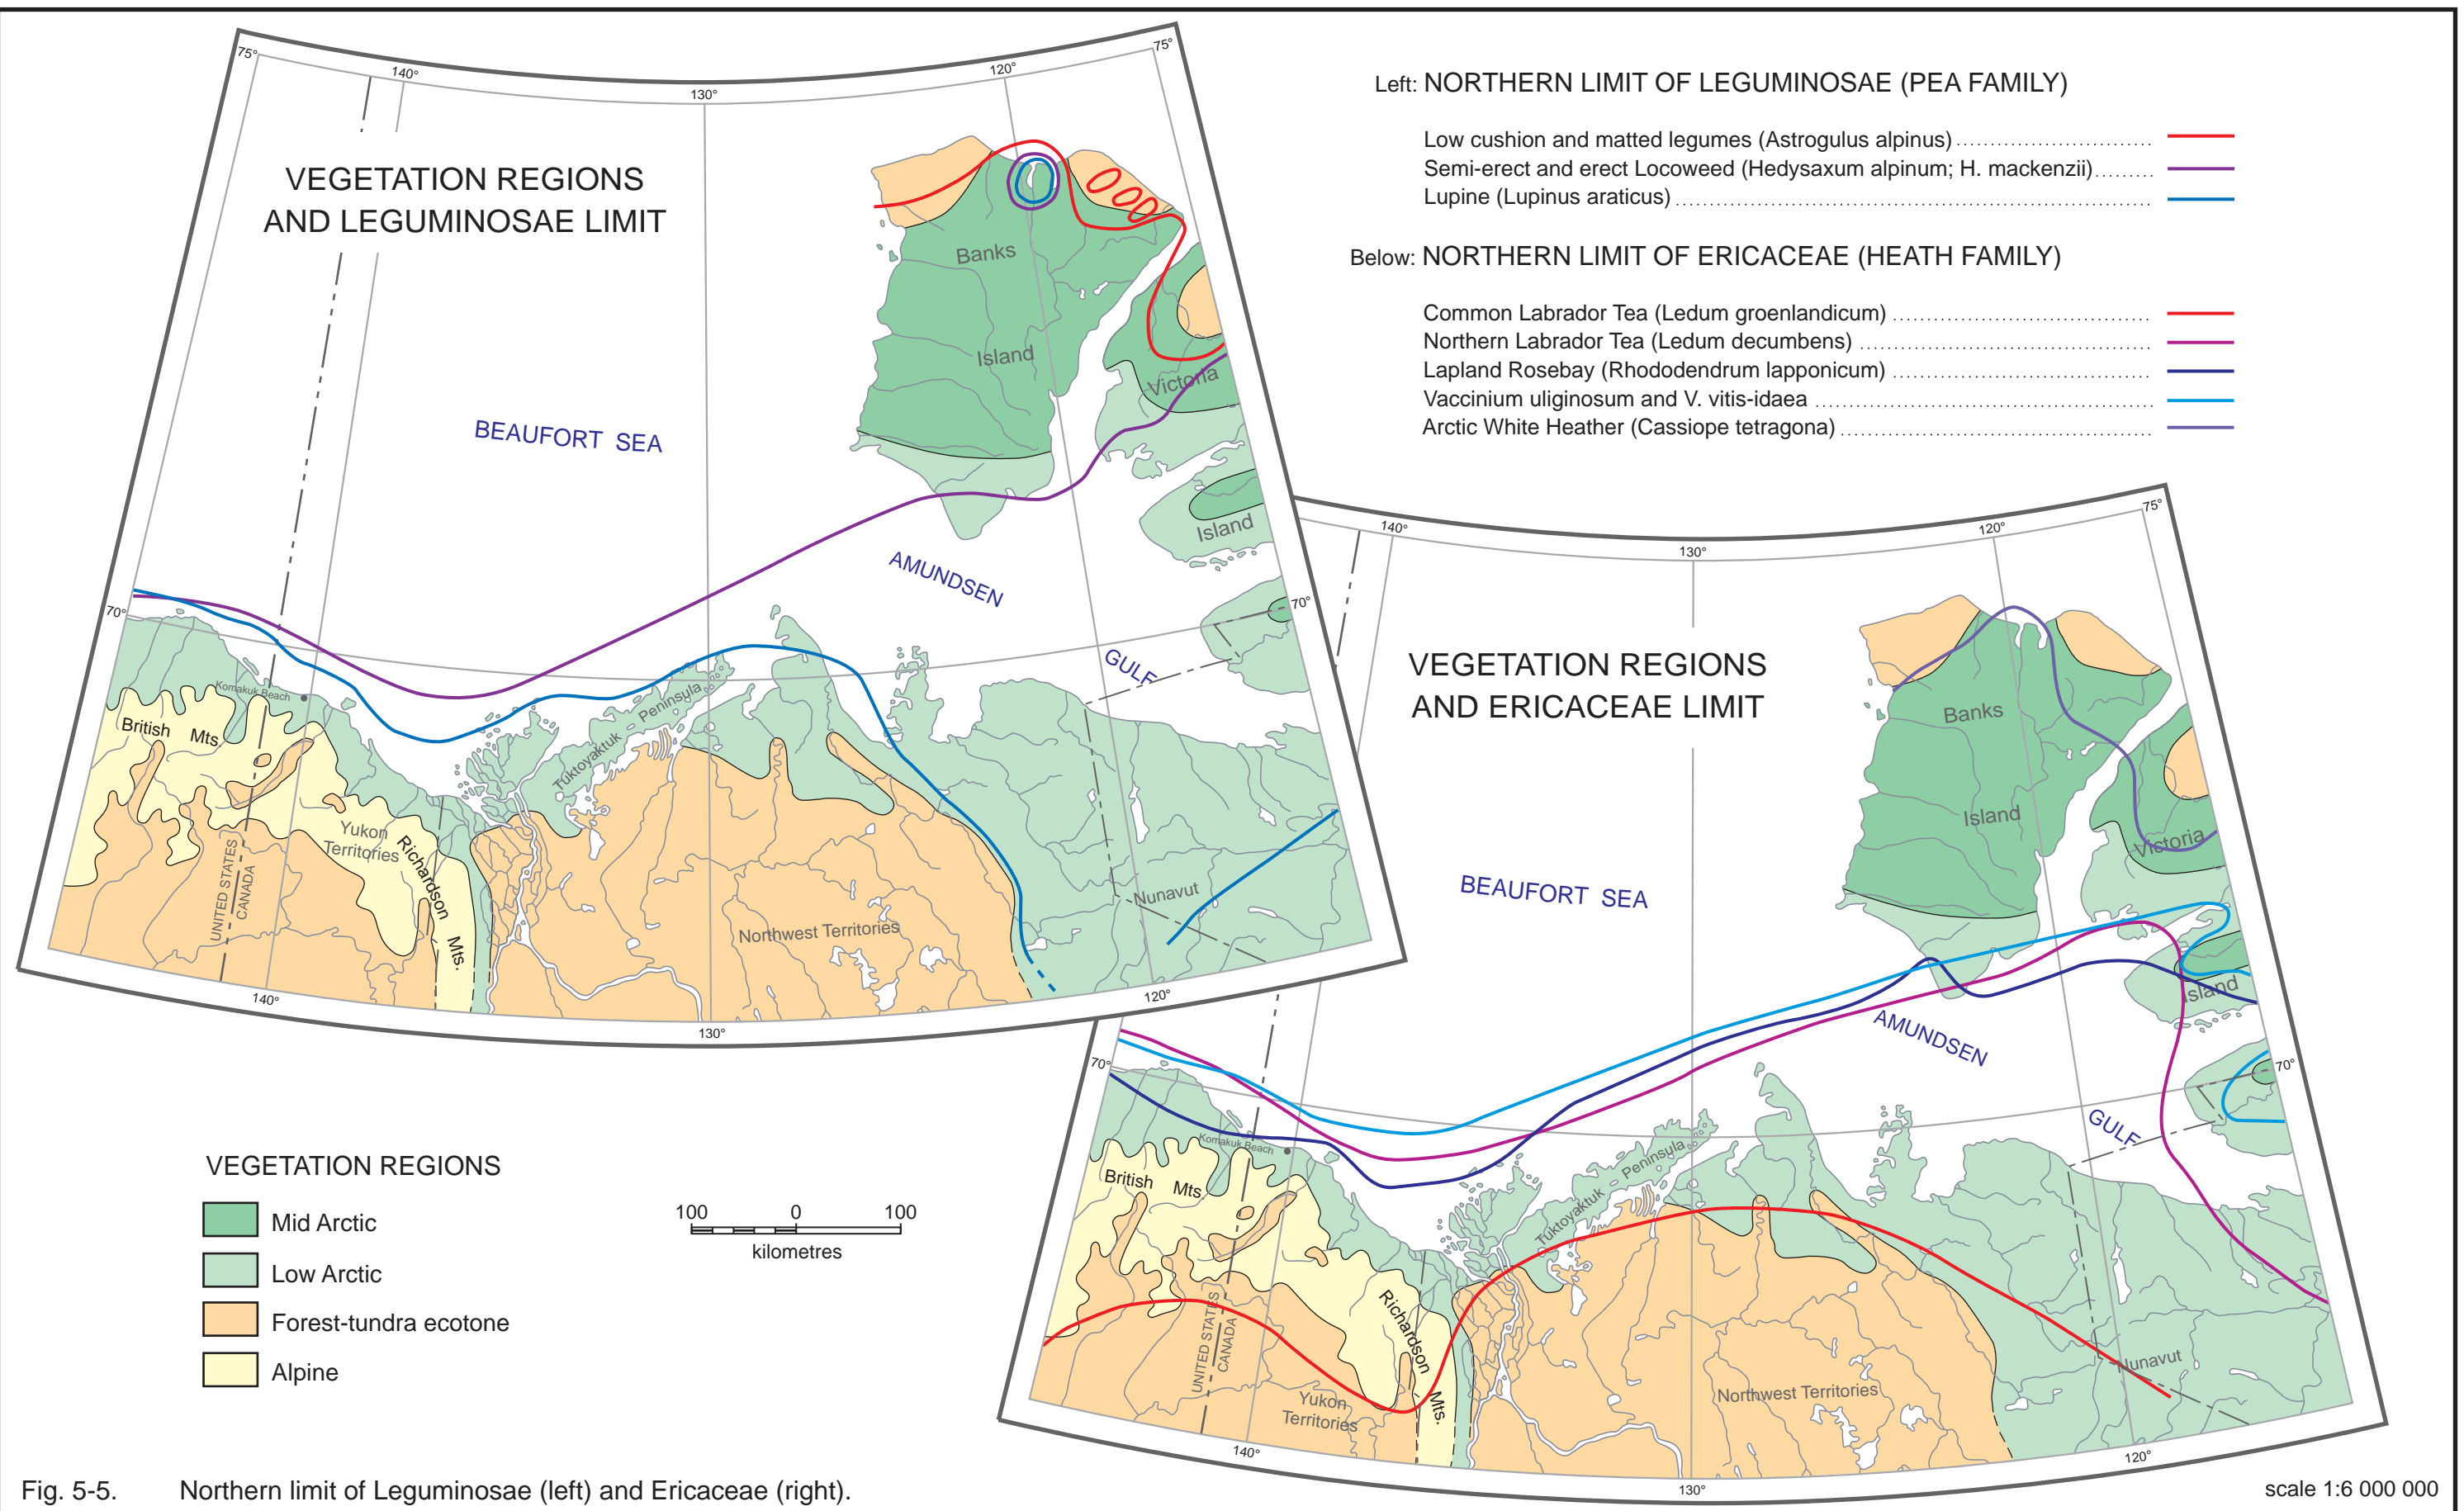 75°
140°
130°
120°
75°
VEGETATION REGIONS
AND LEGUMINOSAE LIMIT
Banks
Island
Victoria
Island
BEAUFORT SEA
AMUNDSEN
GULF
70°
70°
Komakuk Beach
British Mts.
Tuktoyaktuk Peninsula
Yukon
Territories
Richardson Mts.
UNITED STATES
CANADA
Northwest Territories
Nunavut
140°
130°
120°
Left: NORTHERN LIMIT OF LEGUMINOSAE (PEA FAMILY)
Low cushion and matted legumes (Astrogulus alpinus)
Semi-erect and erect Locoweed (Hedysaxum alpinum; H. mackenzii)
Lupine (Lupinus araticus)
Below: NORTHERN LIMIT OF ERICACEAE (HEATH FAMILY)
Common Labrador Tea (Ledum groenlandicum)
Northern Labrador Tea (Ledum decumbens)
Lapland Rosebay (Rhododendrum lapponicum)
Vaccinium uliginosum and V. vitis-idaea
Arctic White Heather (Cassiope tetragona)
140°
130°
120°
75°
VEGETATION REGIONS
AND ERICACEAE LIMIT
Banks
Island
Victoria
Island
BEAUFORT SEA
AMUNDSEN
GULF
70°
70°
Komakuk Beach
British Mts.
Tuktoyaktuk Peninsula
Richardson Mts.
UNITED STATES
CANADA
Yukon
Territories
Northwest Territories
Nunavut
140°
130°
120°
VEGETATION REGIONS
Mid Arctic
Low Arctic
Forest-tundra ecotone
Alpine
100 0 100
kilometres
Fig. 5-5. Northern limit of Leguminosae (left) and Ericaceae (right).
scale 1:6 000 000